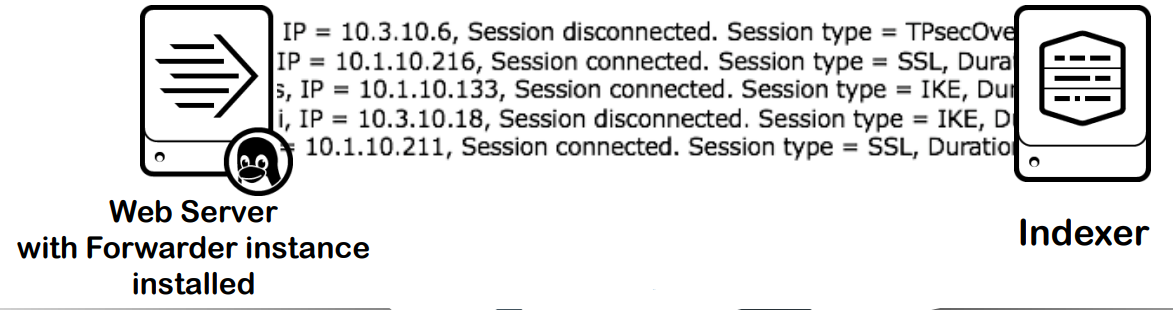 IP = 10.3.10.6, Session disconnected. Session type = TPsecOve
IP = 10.1.10.216, Session connected. Session type = SSL, Dura
s, IP = 10.1.10.133, Session connected. Session type = IKE, Dur
i, IP = 10.3.10.18, Session disconnected. Session type = IKE, D
= 10.1.10.211, Session connected. Session type = SSL, Duratio
Web Server
with Forwarder instance
installed
Indexer